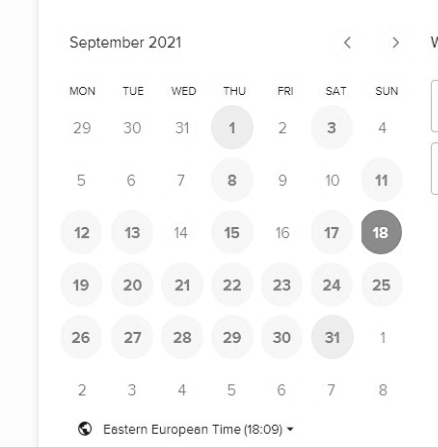 September 2021
MON TUE WED THU FRI SAT SUN
29 30 31 1 2 3 4
5 6 7 8 9 10 11
12 13 14 15 16 17 18
19 20 21 22 23 24 25
26 27 28 29 30 31 1
2 3 4 5 6 7 8
Eastern European Time (18:09)